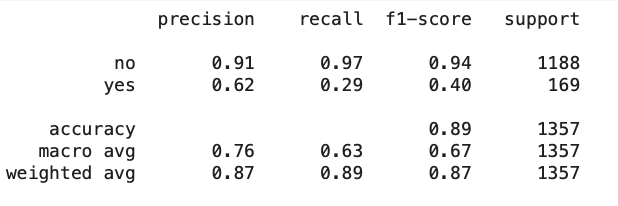 precision recall f1-score support
no 0.91 0.97 0.94 1188
yes 0.62 0.29 0.40 169
accuracy 0.89 1357
macro avg 0.76 0.63 0.67 1357
weighted avg 0.87 0.89 0.87 1357